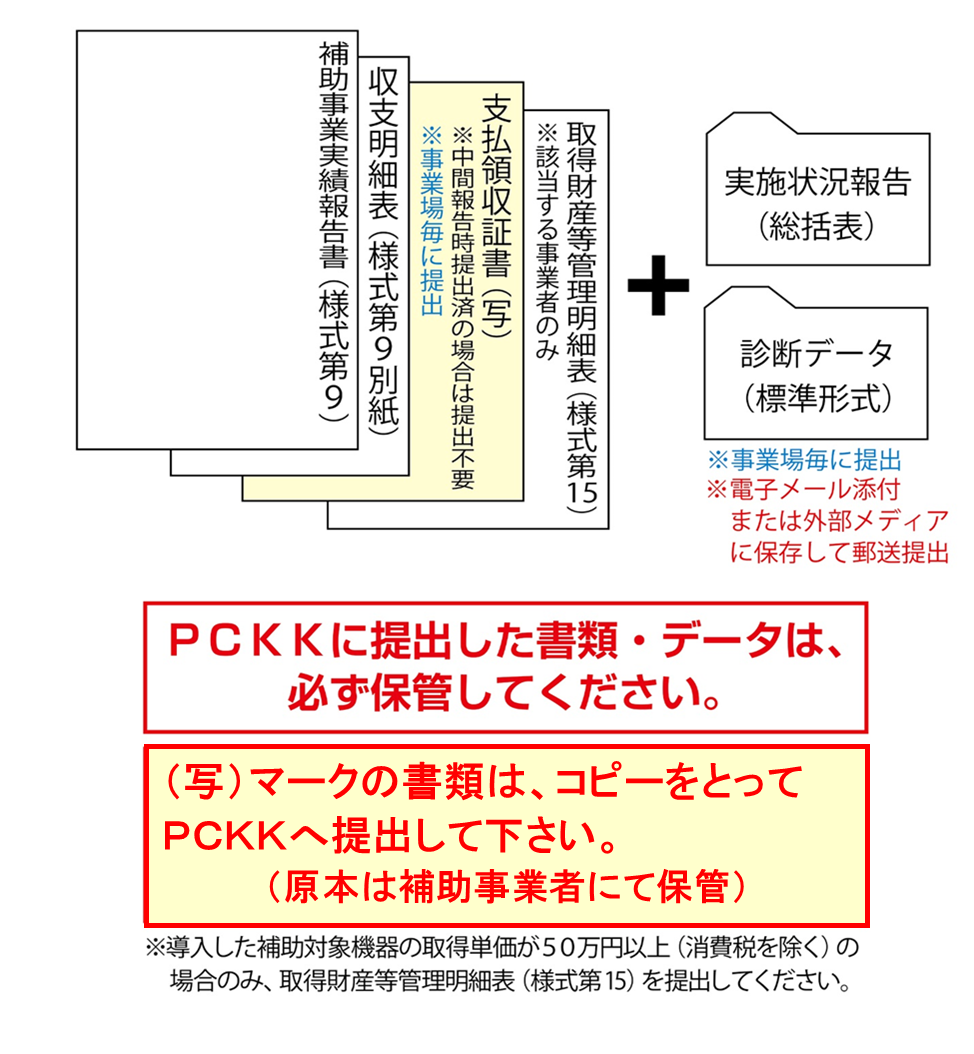 補助事業実績報告書（様式第９）
収支明細表（様式第９別紙）
支払領収証書（写）
※中間報告時提出済の場合は提出不要
※事業場毎に提出
取得財産等管理明細表（様式第15）
※該当する事業者のみ
＋
実施状況報告
（総括表）
診断データ
（標準形式）
※事業場毎に提出
※電子メール添付
または外部メディア
に保存して郵送提出
ＰＣＫＫに提出した書類・データは、
必ず保管してください。
（写）マークの書類は、コピーをとって
ＰＣＫＫへ提出して下さい。
（原本は補助事業者にて保管）
※導入した補助対象機器の取得単価が５０万円以上（消費税を除く）の
場合のみ、取得財産等管理明細表（様式第15）を提出してください。